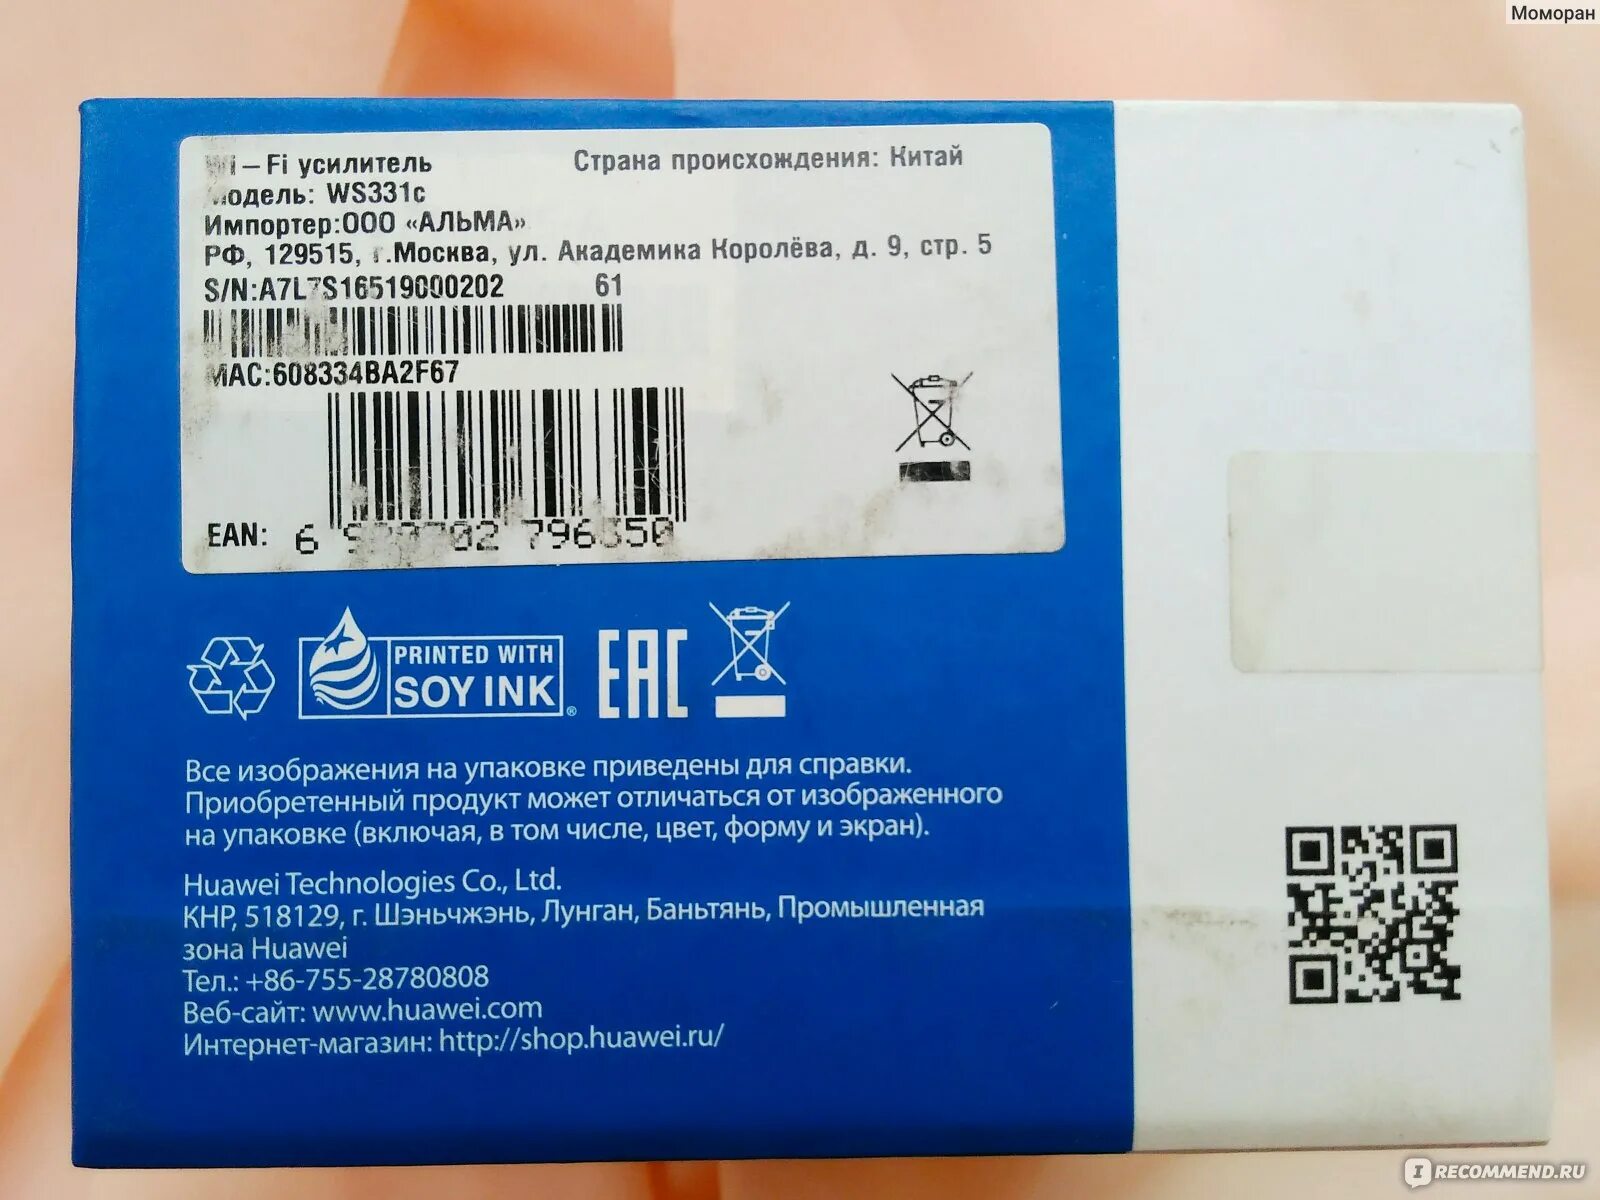 Моморан
Wi – Fi усилитель
Страна происхождения: Китай
Модель: WS331c
Импортер:ООО «АЛЬМА»
РФ, 129515, г.Москва, ул. Академика Королёва, д. 9, стр. 5
S/N:A7L7S16519000202 61
MAC:608334BA2F67
EAN: 6
PRINTED WITH
SOY INK ®
EAC
Все изображения на упаковке приведены для справки.
Приобретенный продукт может отличаться от изображенного
на упаковке (включая, в том числе, цвет, форму и экран).
Huawei Technologies Co., Ltd.
КНР, 518129, г. Шэньчжэнь, Лунган, Баньтянь, Промышленная
зона Huawei
Тел.: +86-755-28780808
Веб-сайт: www.huawei.com
Интернет-магазин: http://shop.huawei.ru/
IRECOMMEND.RU